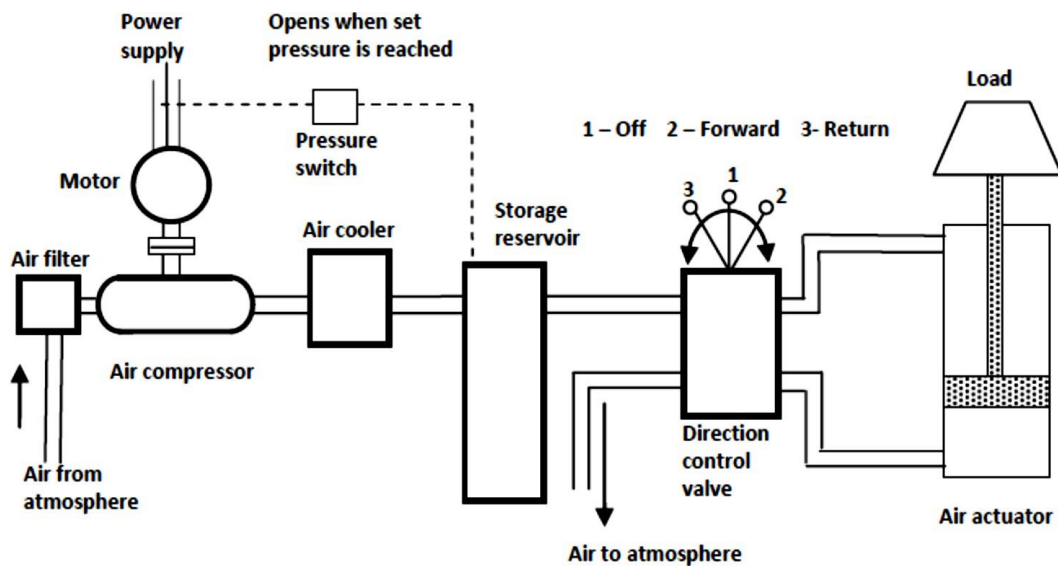 Power
supply
Opens when set
pressure is reached
Load
1 – Off 2 – Forward 3- Return
Pressure
switch
Motor
1
3
2
Storage
reservoir
Air cooler
Air filter
Air compressor
Direction
control
valve
Air from
atmosphere
Air actuator
Air to atmosphere